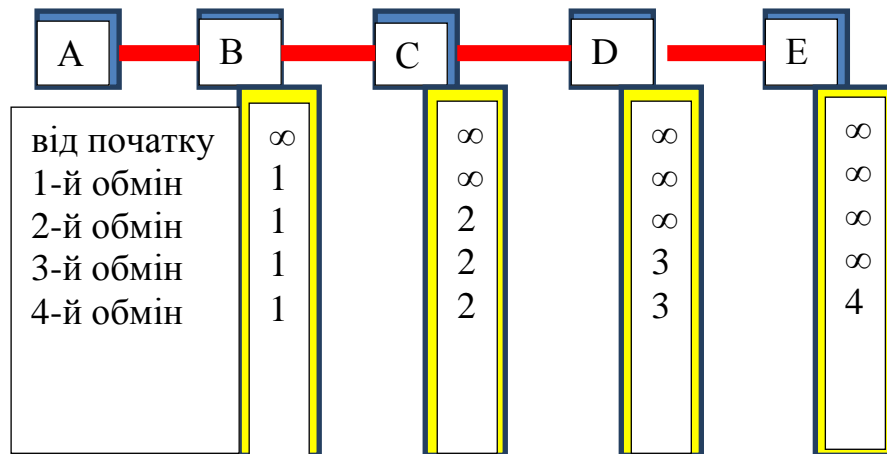 A B C D E
від початку ∞ ∞ ∞ ∞
1-й обмін 1 ∞ ∞ ∞
2-й обмін 1 2 ∞ ∞
3-й обмін 1 2 3 ∞
4-й обмін 1 2 3 4